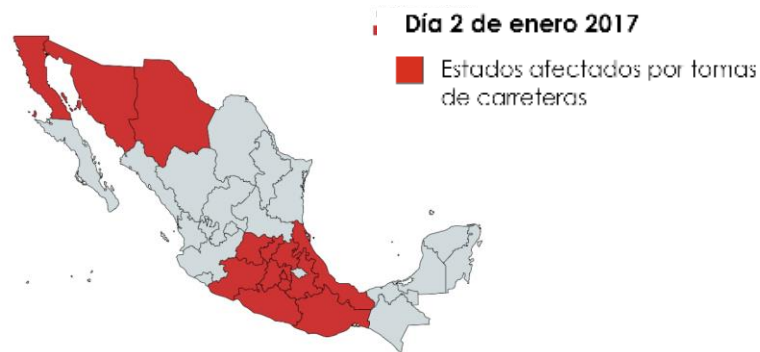 Día 2 de enero 2017
Estados afectados por tomas
de carreteras